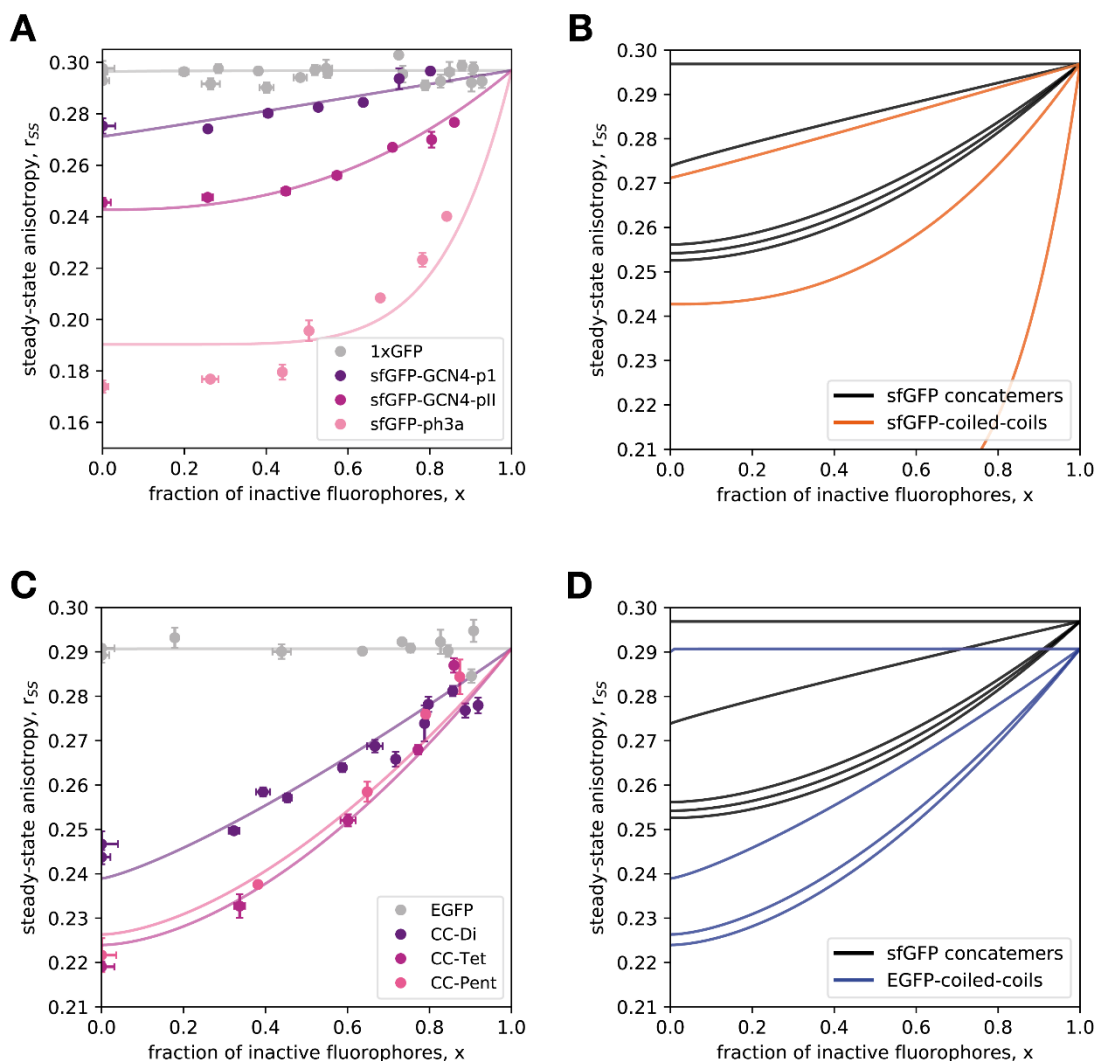 A
steady-state anisotropy, rSS
0.30
0.28
0.26
0.24
0.22
0.20
0.18
0.16
1xGFP
sfGFP-GCN4-p1
sfGFP-GCN4-pII
sfGFP-ph3a
0.0 0.2 0.4 0.6 0.8 1.0
fraction of inactive fluorophores, x
B
steady-state anisotropy, rSS
0.30
0.29
0.28
0.27
0.26
0.25
0.24
0.23
0.22
0.21
sfGFP concatemers
sfGFP-coiled-coils
0.0 0.2 0.4 0.6 0.8 1.0
fraction of inactive fluorophores, x
C
steady-state anisotropy, rSS
0.30
0.29
0.28
0.27
0.26
0.25
0.24
0.23
0.22
0.21
EGFP
CC-Di
CC-Tet
CC-Pent
0.0 0.2 0.4 0.6 0.8 1.0
fraction of inactive fluorophores, x
D
steady-state anisotropy, rSS
0.30
0.29
0.28
0.27
0.26
0.25
0.24
0.23
0.22
0.21
sfGFP concatemers
EGFP-coiled-coils
0.0 0.2 0.4 0.6 0.8 1.0
fraction of inactive fluorophores, x